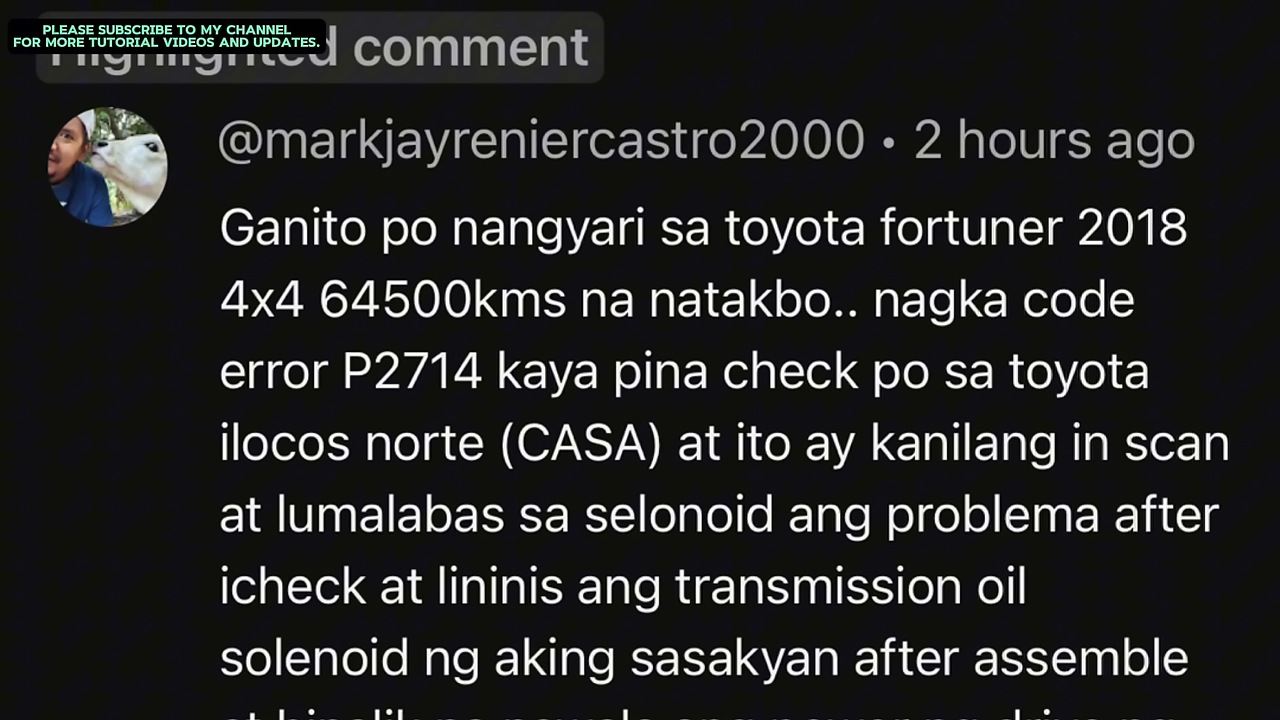 PLEASE SUBSCRIBE TO MY CHANNEL
FOR MORE TUTORIAL VIDEOS AND UPDATES.
Highlighted comment
@markjayreniercastro2000 • 2 hours ago
Ganito po nangyari sa toyota fortuner 2018
4x4 64500kms na natakbo.. nagka code
error P2714 kaya pina check po sa toyota
ilocos norte (CASA) at ito ay kanilang in scan
at lumalabas sa selonoid ang problema after
icheck at lininis ang transmission oil
solenoid ng aking sasakyan after assemble